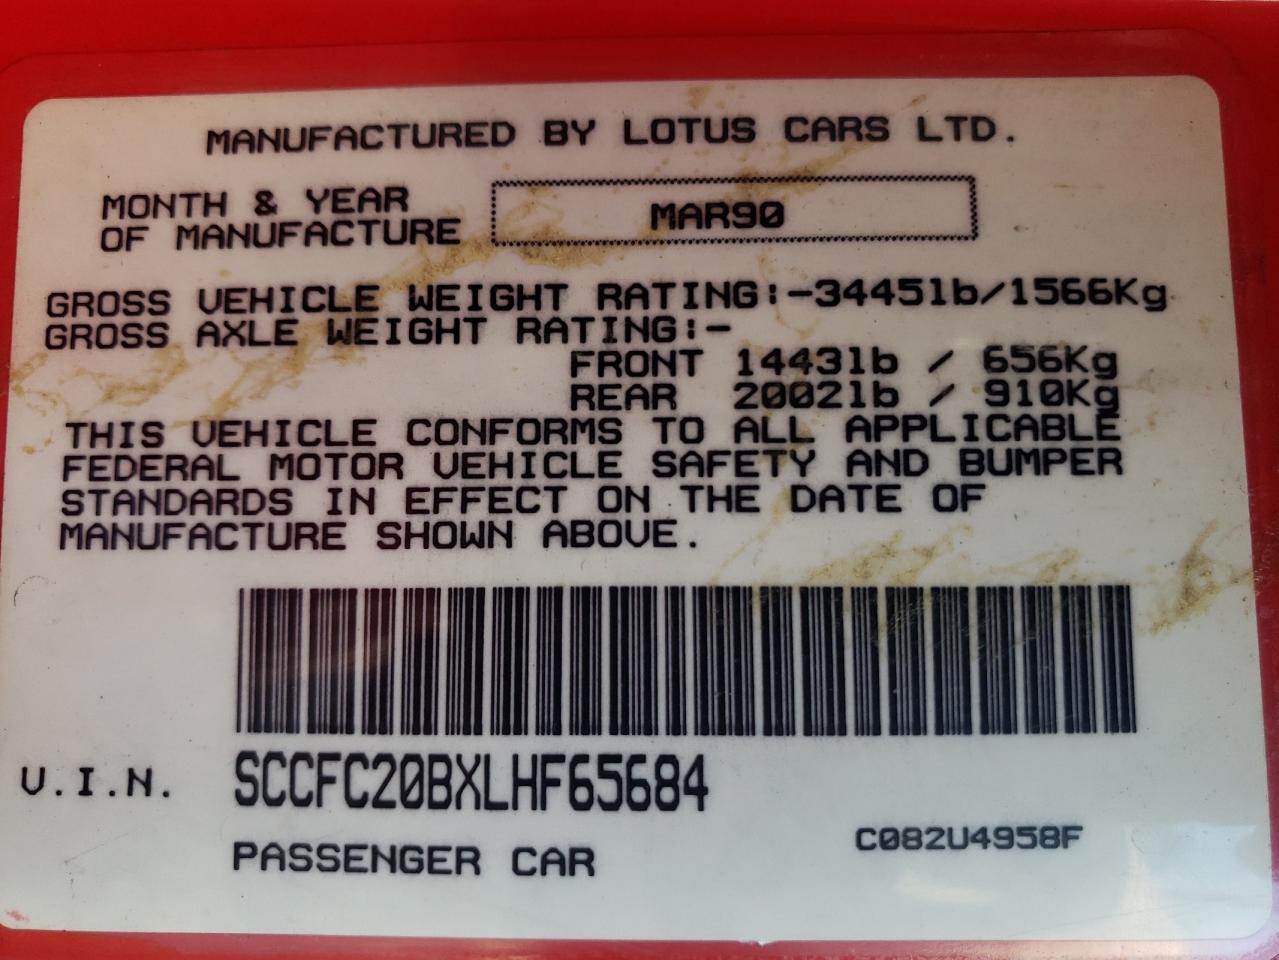 MANUFACTURED BY LOTUS CARS LTD.
MONTH & YEAR
OF MANUFACTURE
MAR90
GROSS VEHICLE WEIGHT RATING:-3445lb/1566Kg
GROSS AXLE WEIGHT RATING:-
FRONT 1443lb / 656Kg
REAR 2002lb / 910Kg
THIS VEHICLE CONFORMS TO ALL APPLICABLE
FEDERAL MOTOR VEHICLE SAFETY AND BUMPER
STANDARDS IN EFFECT ON THE DATE OF
MANUFACTURE SHOWN ABOVE.
V.I.N. SCCFC20BXLHF65684
PASSENGER CAR
C082U4958F